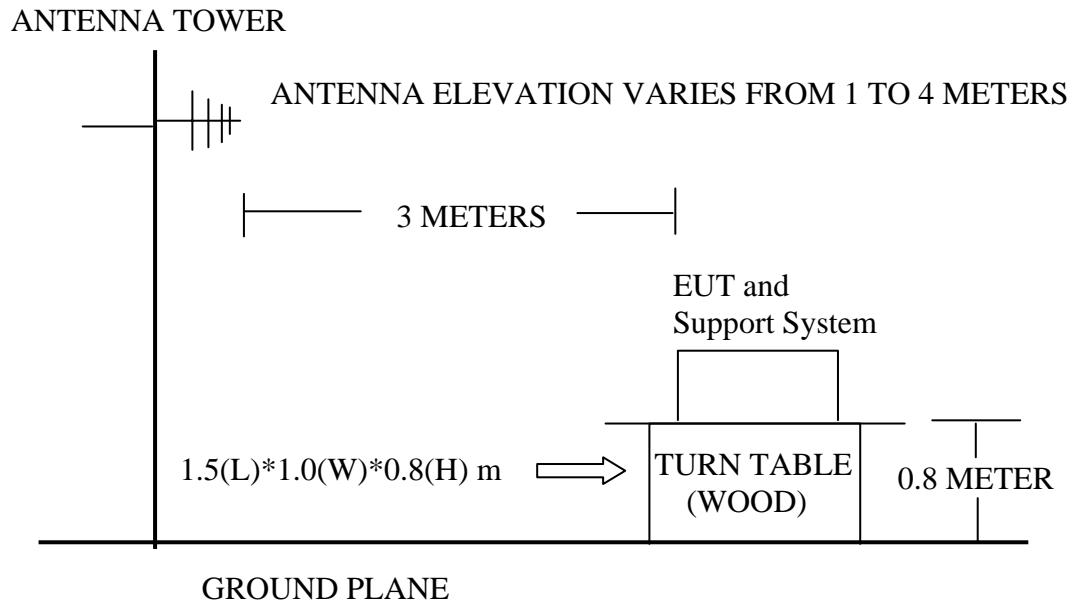 ANTENNA TOWER
ANTENNA ELEVATION VARIES FROM 1 TO 4 METERS
3 METERS
EUT and
Support System
1.5(L)*1.0(W)*0.8(H) m
TURN TABLE
(WOOD)
0.8 METER
GROUND PLANE